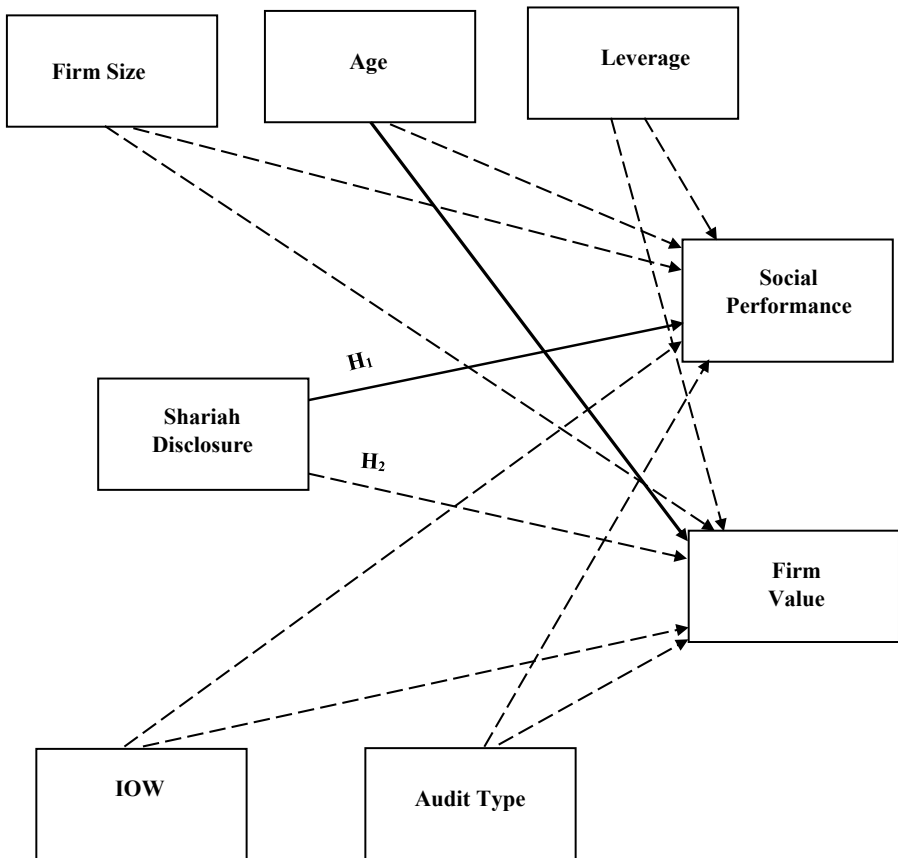 Firm Size
Age
Leverage
Social
Performance
H₁
Shariah
Disclosure
H₂
Firm
Value
IOW
Audit Type